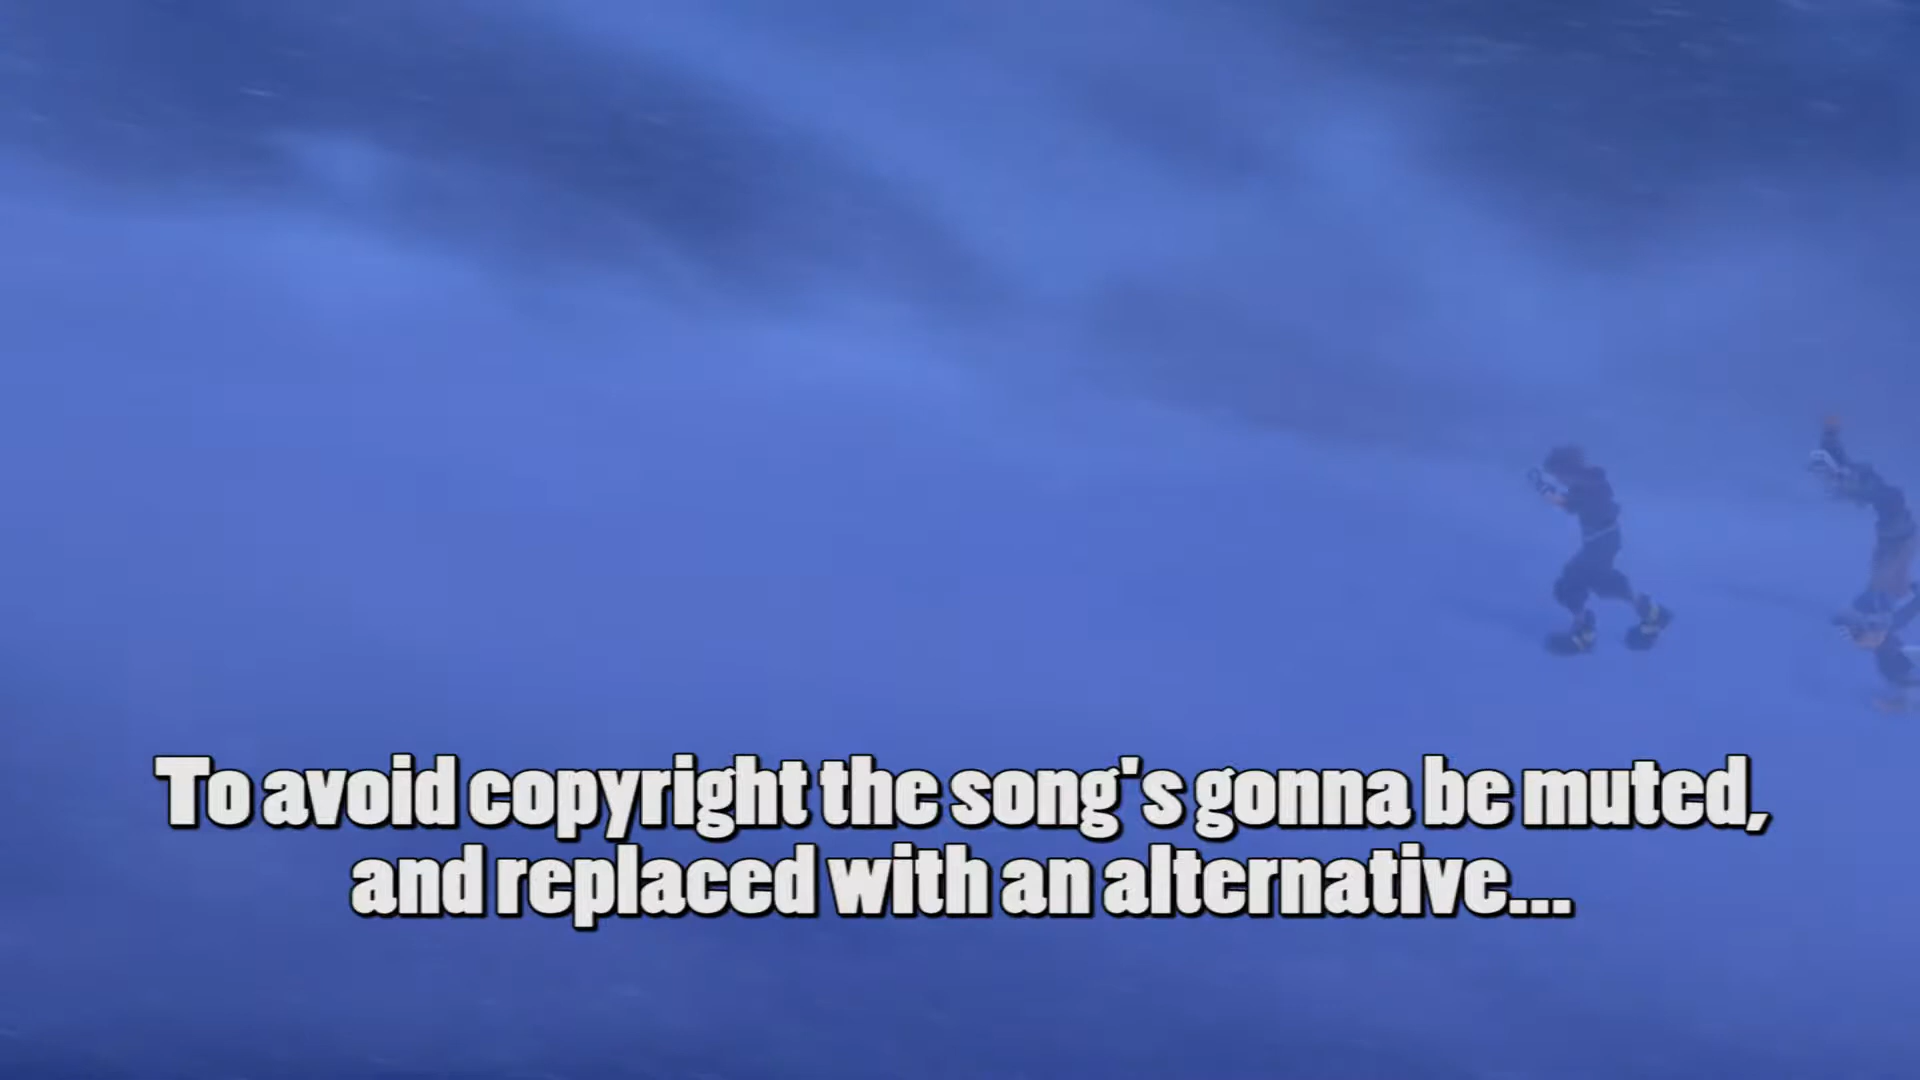 To avoid copyright the song's gonna be muted,
and replaced with an alternative...